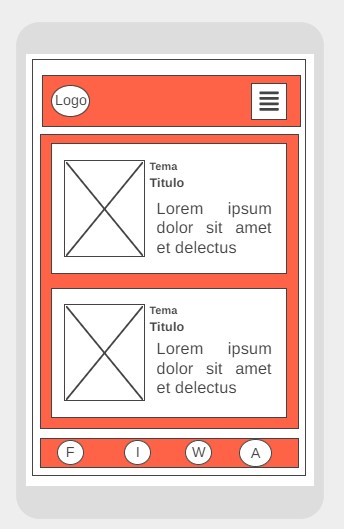 Logo
Tema
Titulo
Lorem ipsum
dolor sit amet
et delectus
Tema
Titulo
Lorem ipsum
dolor sit amet
et delectus
F I W A